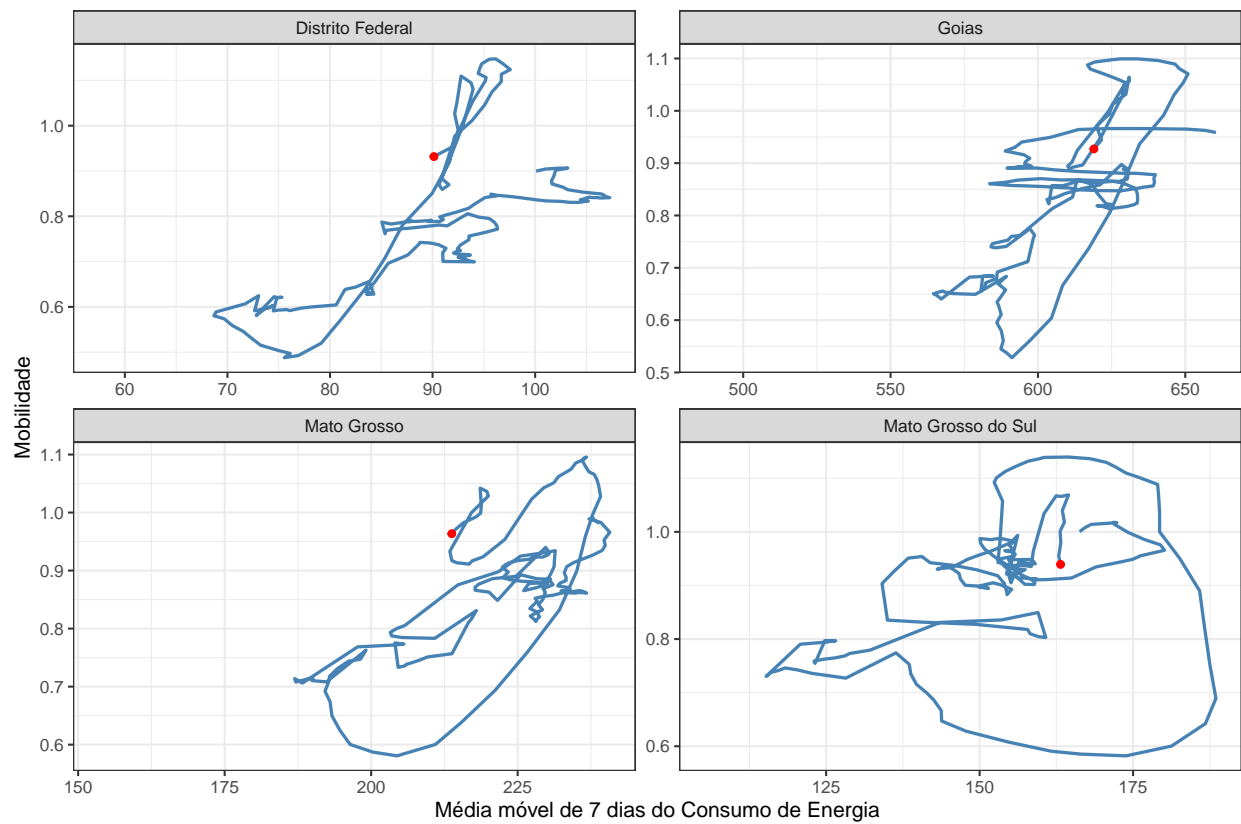 Distrito Federal
Goias
1.0
0.8
0.6
60 70 80 90 100
1.1
1.0
0.9
0.8
0.7
0.6
0.5
500 550 600 650
Mobilidade
Mato Grosso
Mato Grosso do Sul
1.1
1.0
0.9
0.8
0.7
0.6
150 175 200 225
1.0
0.8
0.6
125 150 175
Média móvel de 7 dias do Consumo de Energia